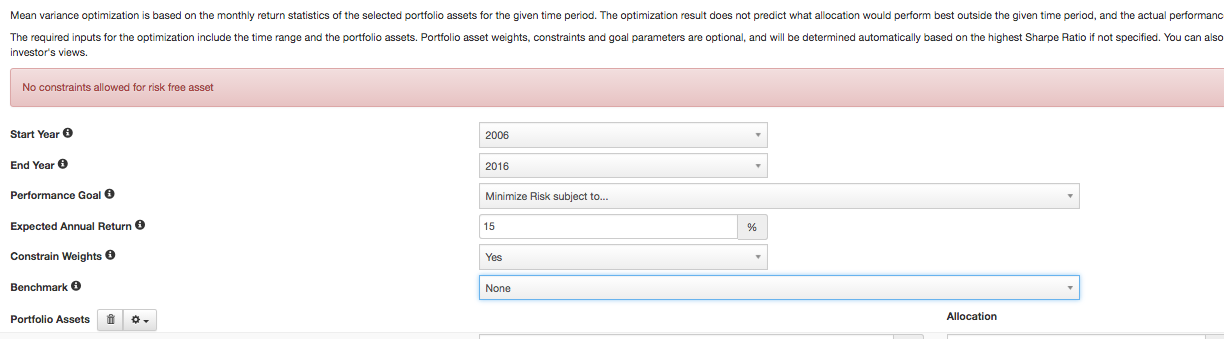 Mean variance optimization is based on the monthly return statistics of the selected portfolio assets for the given time period. The optimization result does not predict what allocation would perform best outside the given time period, and the actual performanc
The required inputs for the optimization include the time range and the portfolio assets. Portfolio asset weights, constraints and goal parameters are optional, and will be determined automatically based on the highest Sharpe Ratio if not specified. You can also
investor's views.
No constraints allowed for risk free asset
Start Year 2006
End Year 2016
Performance Goal Minimize Risk subject to...
Expected Annual Return 15 %
Constrain Weights Yes
Benchmark None
Portfolio Assets Allocation